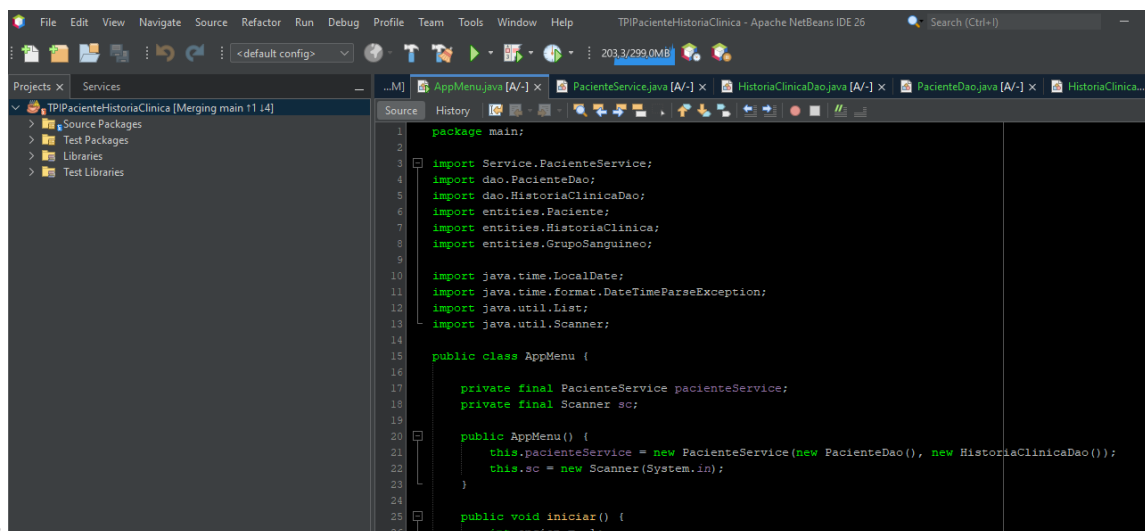 File Edit View Navigate Source Refactor Run Debug Profile Team Tools Window Help TPIPacienteHistoriaClinica - Apache NetBeans IDE 26 Search (Ctrl+I)
<default config> 203,3/299,0MB
Projects Services
...M] AppMenu.java [A/-] PacienteService.java [A/-] HistoriaClinicaDao.java [A/-] PacienteDao.java [A/-] HistoriaClinica...
TPIPacienteHistoriaClinica [Merging main ↑1 ↓4]
Source Packages
Test Packages
Libraries
Test Libraries
Source History
1 package main;
2
3 import Service.PacienteService;
4 import dao.PacienteDao;
5 import dao.HistoriaClinicaDao;
6 import entities.Paciente;
7 import entities.HistoriaClinica;
8 import entities.GrupoSanguineo;
9
10 import java.time.LocalDate;
11 import java.time.format.DateTimeParseException;
12 import java.util.List;
13 import java.util.Scanner;
14
15 public class AppMenu {
16
17 private final PacienteService pacienteService;
18 private final Scanner sc;
19
20 public AppMenu() {
21 this.pacienteService = new PacienteService(new PacienteDao(), new HistoriaClinicaDao());
22 this.sc = new Scanner(System.in);
23 }
24
25 public void iniciar() {